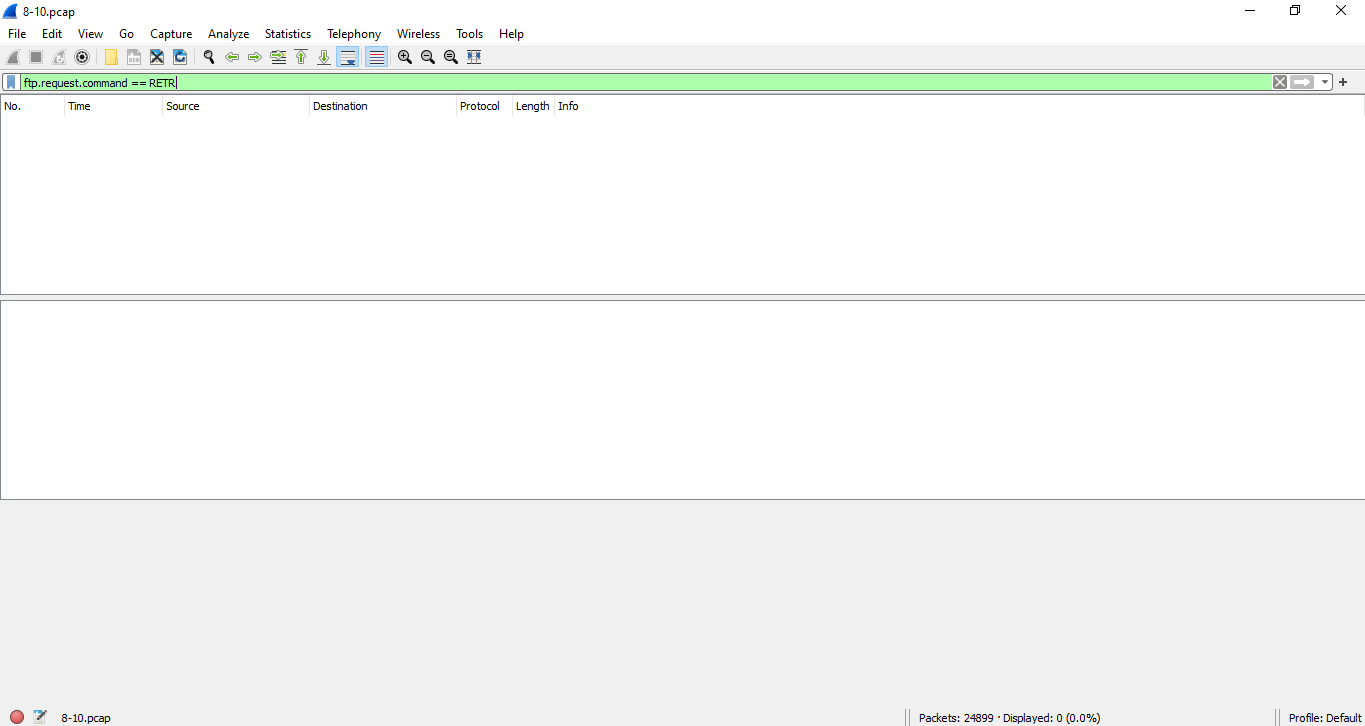 8-10.pcap
File Edit View Go Capture Analyze Statistics Telephony Wireless Tools Help
ftp.request.command == RETR
No. Time Source Destination Protocol Length Info
8-10.pcap Packets: 24899 · Displayed: 0 (0.0%) Profile: Default